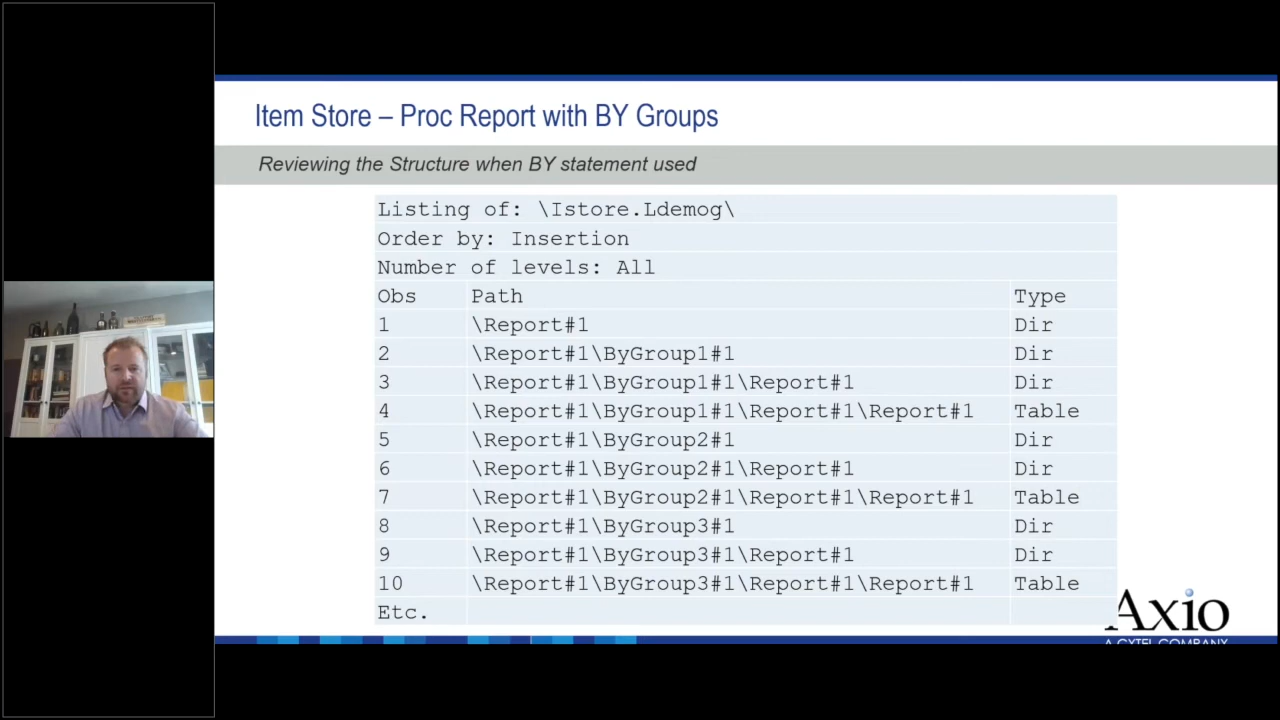 Item Store – Proc Report with BY Groups
Reviewing the Structure when BY statement used
Listing of: \Istore.Ldemog\
Order by: Insertion
Number of levels: All
Obs Path Type
1 \Report#1 Dir
2 \Report#1\ByGroup1#1 Dir
3 \Report#1\ByGroup1#1\Report#1 Dir
4 \Report#1\ByGroup1#1\Report#1\Report#1 Table
5 \Report#1\ByGroup2#1 Dir
6 \Report#1\ByGroup2#1\Report#1 Dir
7 \Report#1\ByGroup2#1\Report#1\Report#1 Table
8 \Report#1\ByGroup3#1 Dir
9 \Report#1\ByGroup3#1\Report#1 Dir
10 \Report#1\ByGroup3#1\Report#1\Report#1 Table
Etc.
Axio
A CYTEL COMPANY